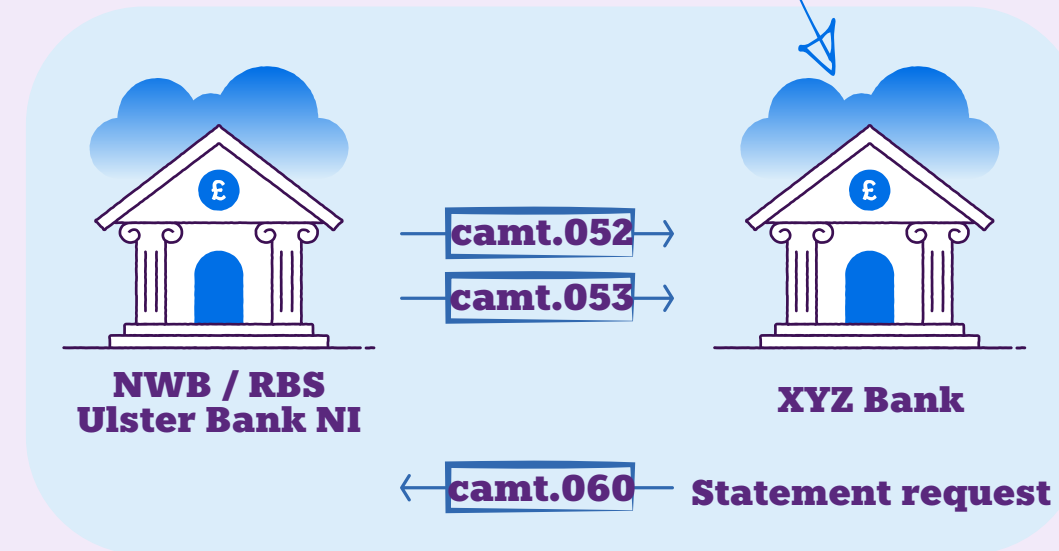 £
£
camt.052
camt.053
NWB / RBS
Ulster Bank NI
XYZ Bank
camt.060
Statement request